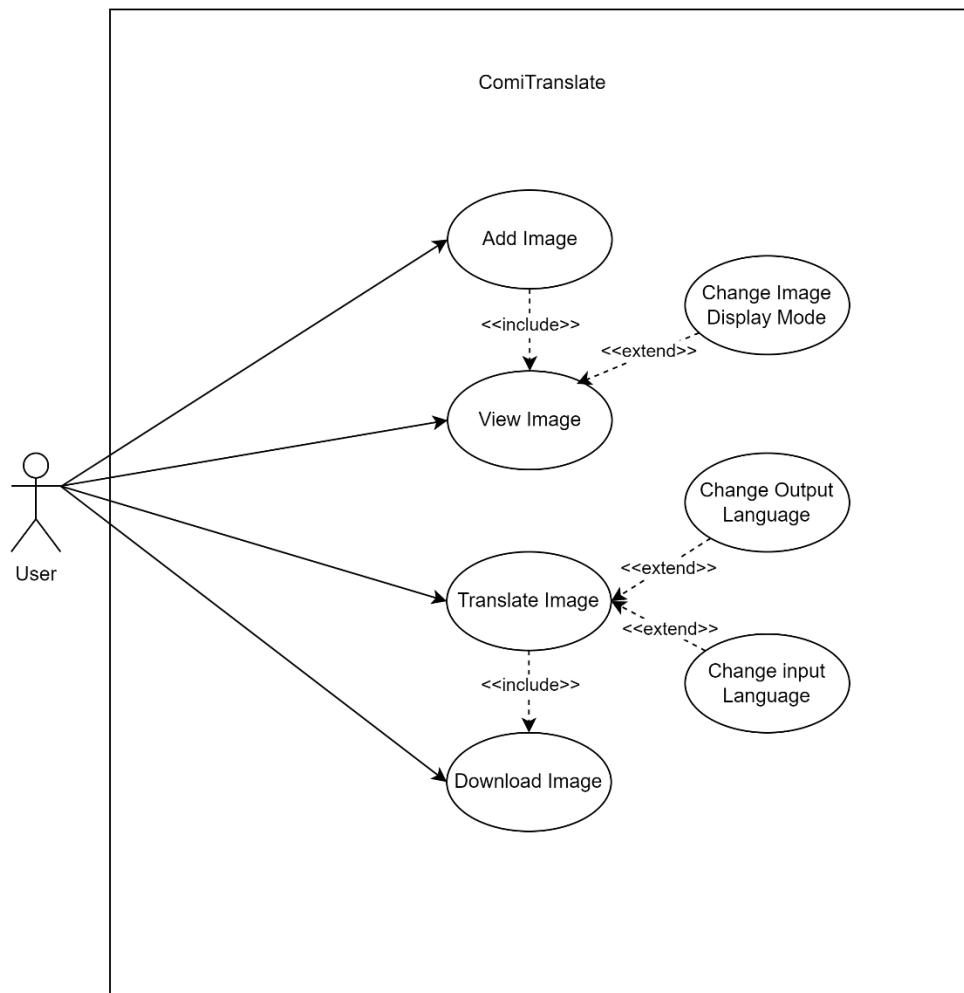 ComiTranslate
Add Image
Change Image
Display Mode
<<include>>
<<extend>>
View Image
Change Output
Language
<<extend>>
User
Translate Image
<<extend>>
Change input
Language
<<include>>
Download Image